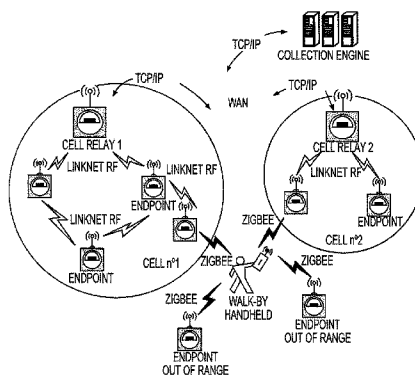 TCP/IP
COLLECTION ENGINE
TCP/IP
WAN
TCP/IP
CELL RELAY 1
LINKNET RF
LINKNET RF
ENDPOINT
LINKNET RF
ENDPOINT
CELL nº1
CELL RELAY 2
LINKNET RF
ENDPOINT
CELL nº2
ZIGBEE
ZIGBEE
ZIGBEE
ZIGBEE
WALK-BY
HANDHELD
ENDPOINT
OUT OF RANGE
ENDPOINT
OUT OF RANGE